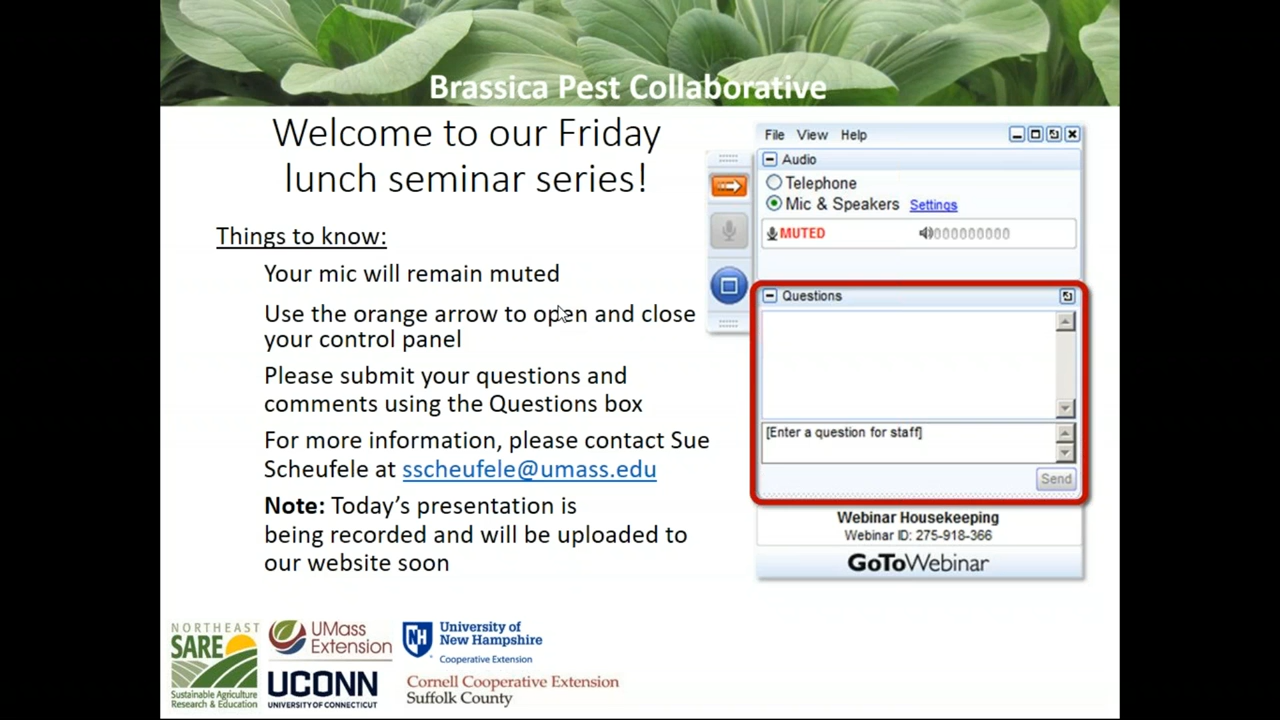 Brassica Pest Collaborative
Welcome to our Friday
lunch seminar series!
Things to know:
Your mic will remain muted
Use the orange arrow to open and close
your control panel
Please submit your questions and
comments using the Questions box
For more information, please contact Sue
Scheufele at sscheufele@umass.edu
Note: Today's presentation is
being recorded and will be uploaded to
our website soon
File View Help
Audio
Telephone
Mic & Speakers Settings
MUTED 000000000
Questions
[Enter a question for staff]
Send
Webinar Housekeeping
Webinar ID: 275-918-366
GoToWebinar
NORTHEAST
SARE
Sustainable Agriculture
Research & Education
UMass
Extension
UCONN
UNIVERSITY OF CONNECTICUT
NH
University of
New Hampshire
Cooperative Extension
Cornell Cooperative Extension
Suffolk County